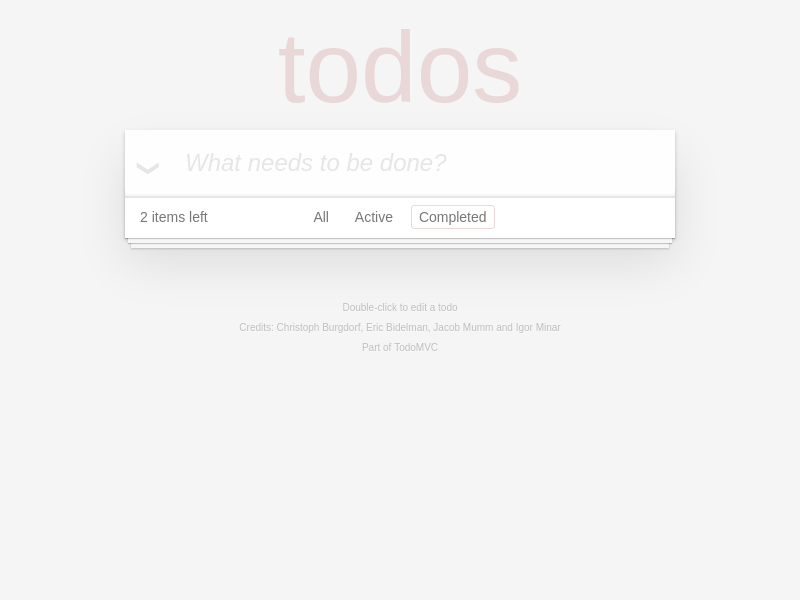 todos
What needs to be done?
2 items left All Active Completed
Double-click to edit a todo
Credits: Christoph Burgdorf, Eric Bidelman, Jacob Mumm and Igor Minar
Part of TodoMVC